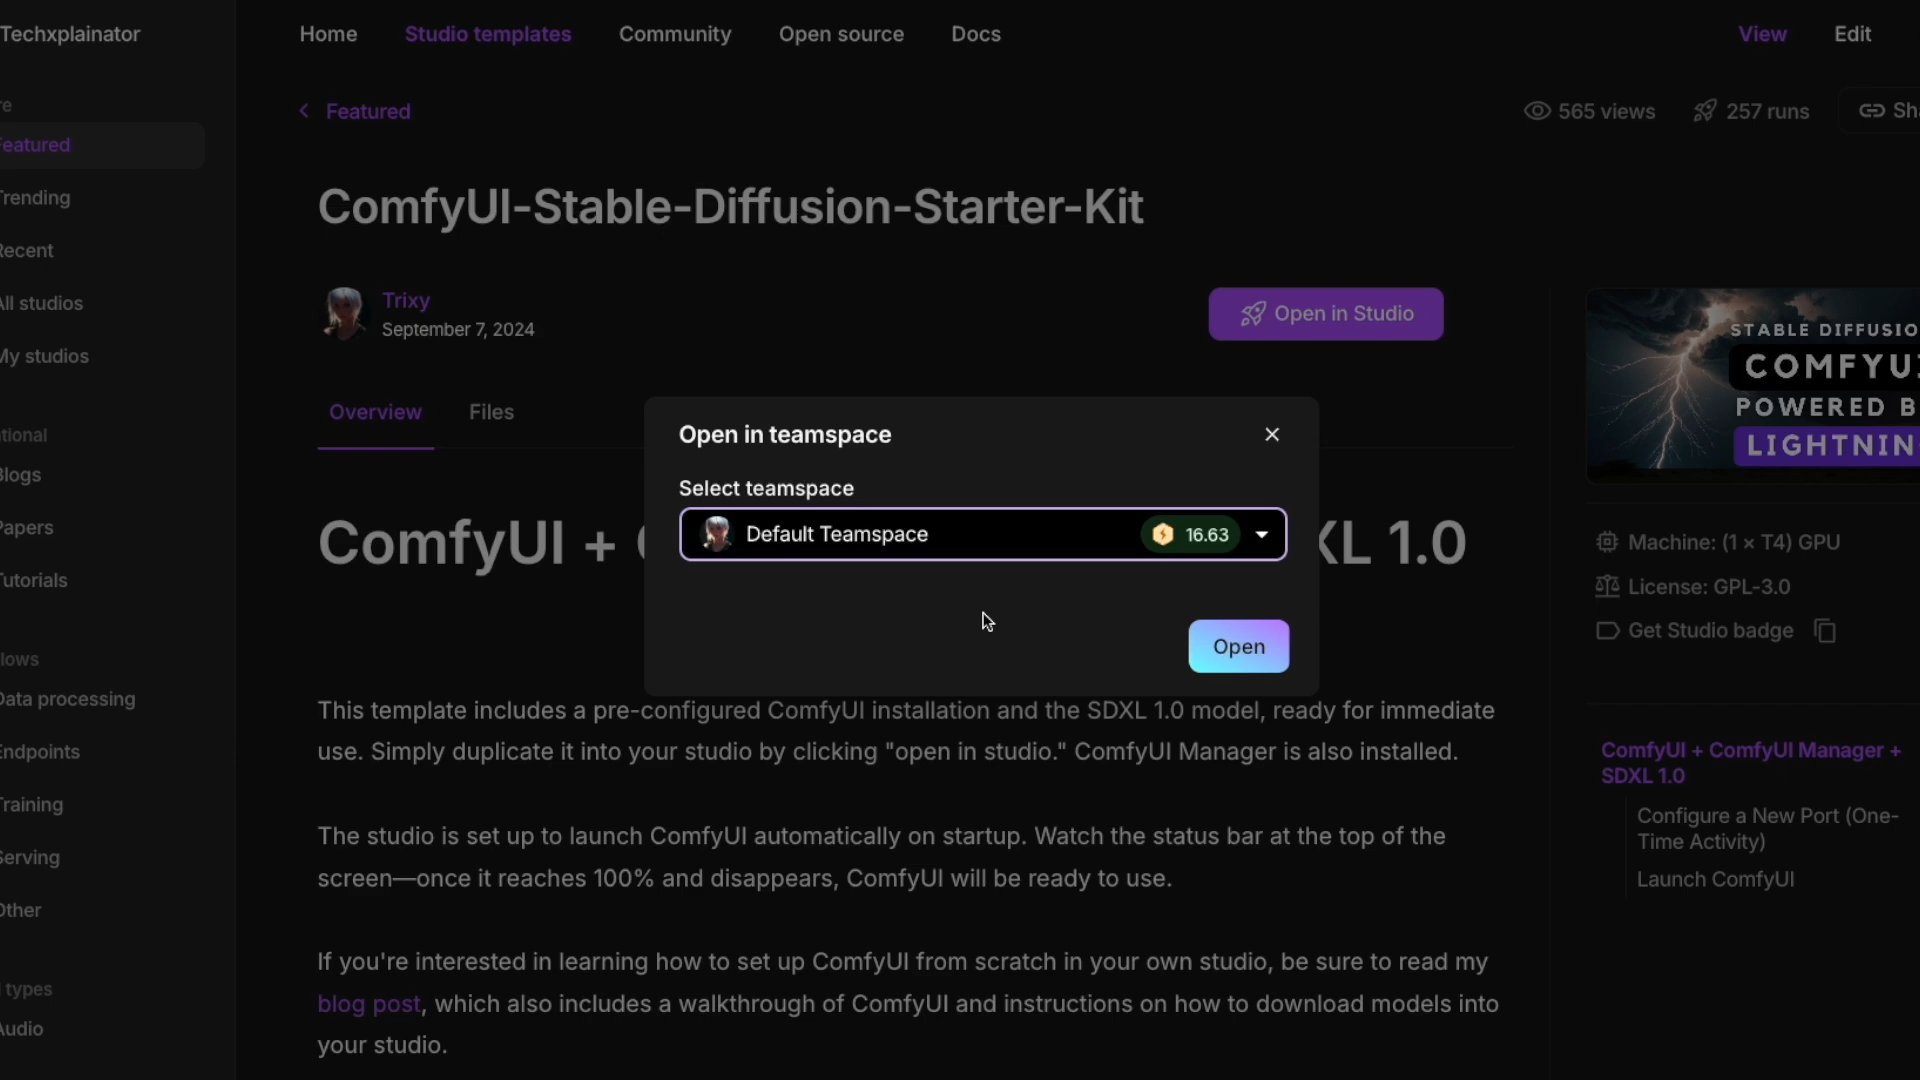 Techxplainator
Home
Studio templates
Community
Open source
Docs
View
Edit
re
Featured
Trending
Recent
All studios
My studios
ational
Blogs
Papers
Tutorials
lows
Data processing
Endpoints
Training
Serving
Other
types
Audio
Featured
565 views
257 runs
Sha
ComfyUI-Stable-Diffusion-Starter-Kit
Trixy
September 7, 2024
Open in Studio
Overview
Files
Open in teamspace
Select teamspace
Default Teamspace
16.63
Open
ComfyUI +
XL 1.0
This template includes a pre-configured ComfyUI installation and the SDXL 1.0 model, ready for immediate
use. Simply duplicate it into your studio by clicking "open in studio." ComfyUI Manager is also installed.
The studio is set up to launch ComfyUI automatically on startup. Watch the status bar at the top of the
screen—once it reaches 100% and disappears, ComfyUI will be ready to use.
If you're interested in learning how to set up ComfyUI from scratch in your own studio, be sure to read my
blog post, which also includes a walkthrough of ComfyUI and instructions on how to download models into
your studio.
STABLE DIFFUSIO
COMFYUI
POWERED B
LIGHTNIN
Machine: (1 × T4) GPU
License: GPL-3.0
Get Studio badge
ComfyUI + ComfyUI Manager +
SDXL 1.0
Configure a New Port (One-
Time Activity)
Launch ComfyUI